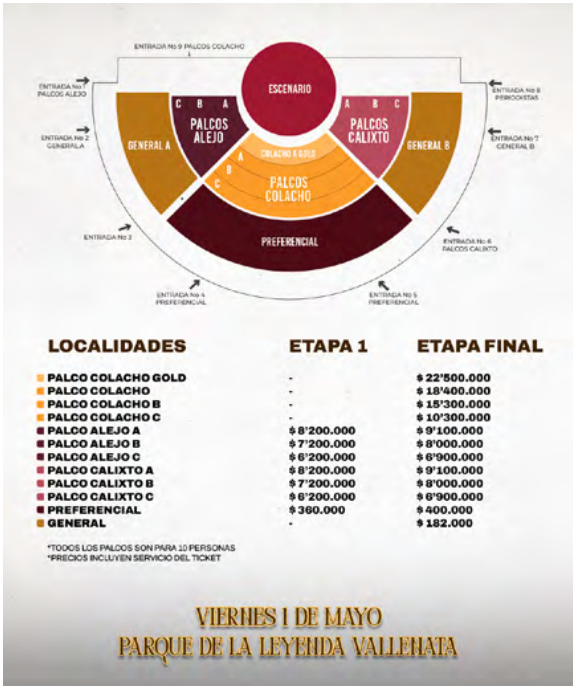 ENTRADA No 9 PALCOS COLACHO
ENTRADA No 1
PALCOS ALEJO
ESCENARIO
ENTRADA No 8
PERIODISTAS
C B A
PALCOS
ALEJO
A B C
PALCOS
CALIXTO
ENTRADA No 2
GENERAL A
GENERAL A
COLACHO A GOLD
A
B
C
PALCOS
COLACHO
GENERAL B
ENTRADA No 7
GENERAL B
ENTRADA No 3
PREFERENCIAL
ENTRADA No 6
PALCOS CALIXTO
ENTRADA No 4
PREFERENCIAL
ENTRADA No 5
PREFERENCIAL
LOCALIDADES ETAPA 1 ETAPA FINAL
PALCO COLACHO GOLD - $ 22'500.000
PALCO COLACHO - $ 18'400.000
PALCO COLACHO B - $ 15'300.000
PALCO COLACHO C - $ 10'300.000
PALCO ALEJO A $ 8'200.000 $ 9'100.000
PALCO ALEJO B $ 7'200.000 $ 8'000.000
PALCO ALEJO C $ 6'200.000 $ 6'900.000
PALCO CALIXTO A $ 8'200.000 $ 9'100.000
PALCO CALIXTO B $ 7'200.000 $ 8'000.000
PALCO CALIXTO C $ 6'200.000 $ 6'900.000
PREFERENCIAL $ 360.000 $ 400.000
GENERAL - $ 182.000
*TODOS LOS PALCOS SON PARA 10 PERSONAS
*PRECIOS INCLUYEN SERVICIO DEL TICKET
VIERNES 1 DE MAYO
PARQUE DE LA LEYENDA VALLENATA